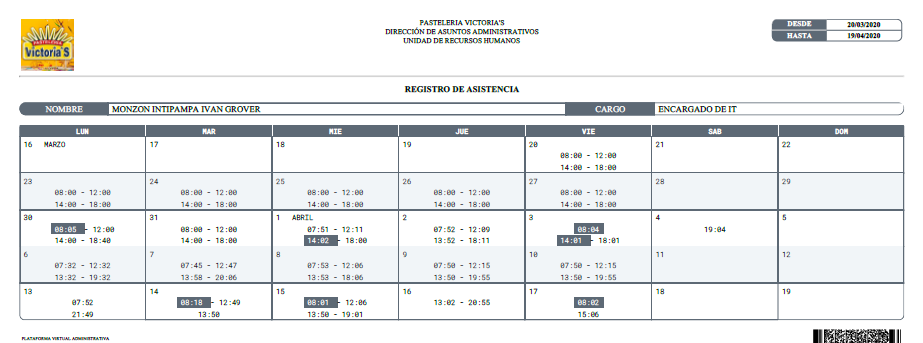 PASTELERIA
Victoria'S
PASTELERIA VICTORIA'S
DIRECCIÓN DE ASUNTOS ADMINISTRATIVOS
UNIDAD DE RECURSOS HUMANOS
DESDE 20/03/2020
HASTA 19/04/2020
REGISTRO DE ASISTENCIA
NOMBRE MONZON INTIPAMPA IVAN GROVER CARGO ENCARGADO DE IT
LUN MAR MIE JUE VIE SAB DOM
16 MARZO 17 18 19 20 21 22
08:00 - 12:00
14:00 - 18:00
23 24 25 26 27 28 29
08:00 - 12:00 08:00 - 12:00 08:00 - 12:00 08:00 - 12:00 08:00 - 12:00
14:00 - 18:00 14:00 - 18:00 14:00 - 18:00 14:00 - 18:00 14:00 - 18:00
30 31 1 ABRIL 2 3 4 5
08:05 - 12:00 08:00 - 12:00 07:51 - 12:11 07:52 - 12:09 08:04 19:04
14:00 - 18:40 14:00 - 18:00 14:02 - 18:00 13:52 - 18:11 14:01 - 18:01
6 7 8 9 10 11 12
07:32 - 12:32 07:45 - 12:47 07:53 - 12:06 07:50 - 12:15 07:50 - 12:15
13:32 - 19:32 13:58 - 20:06 13:53 - 18:06 13:50 - 19:55 13:50 - 19:55
13 14 15 16 17 18 19
07:52 08:18 - 12:49 08:01 - 12:06 13:02 - 20:55 08:02
21:49 13:50 13:50 - 19:01 15:06
PLATAFORMA VIRTUAL ADMINISTRATIVA